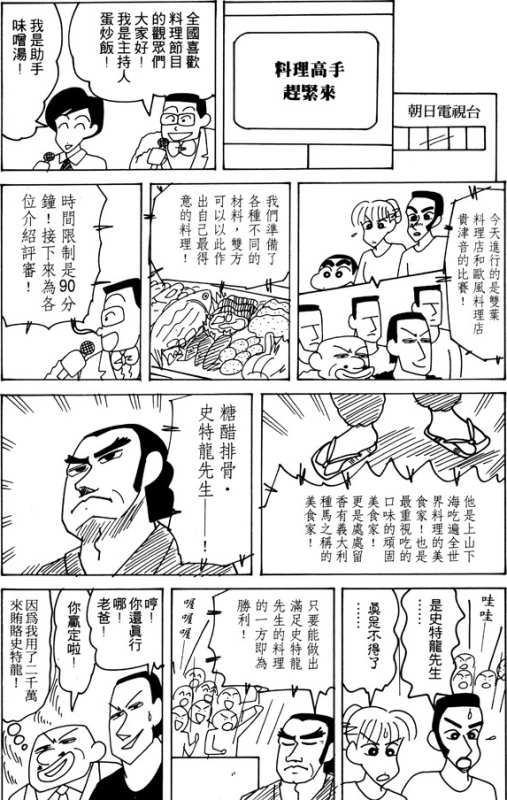 朝日電視台
料理高手
趕緊來
全國喜歡
料理節目
的觀眾們
大家好！
我是主持人
蛋炒飯！
我是助手
味噌湯！
今天進行的是雙葉
料理店和歐風料理店
貴津音的比賽！
我們準備了
各種不同的
材料，雙方
可以以此作
出自己最得
意的料理！
時間限制是90分
鐘！接下來為各
位介紹評審！
他是上山下
海吃遍全世
界料理的美
食家！也是
最重視吃的
口味的頑固
美食家！
更是處處留
香有義大利
種馬之稱的
美食家！
糖醋排骨・
史特龍先生——！
哇哇
是史特龍先生
……
真是不得了
……
只要能做出
滿足史特龍
先生的料理
的一方即為
勝利！
喔喔喔
喔喔
哼！
你還真行
哪！
老爸！
你贏定啦！
因為我用了二千萬
來賄賂史特龍！